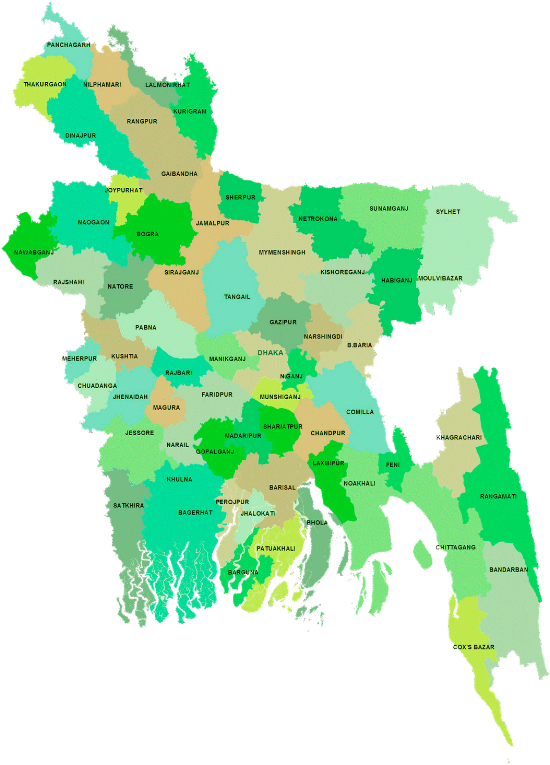 PANCHAGARH
THAKURGAON
NILPHAMARI
LALMONIRHAT
KURIGRAM
RANGPUR
DINAJPUR
GAIBANDHA
JOYPURHAT
SHERPUR
NAOGAON
BOGRA
JAMALPUR
NETROKONA
SUNAMGANJ
SYLHET
NAWABGANJ
MYMENSHINGH
RAJSHAHI
NATORE
SIRAJGANJ
KISHOREGANJ
HABIGANJ
MOULVIBAZAR
TANGAIL
PABNA
GAZIPUR
NARSHINGDI
B.BARIA
MEHERPUR
KUSHTIA
MANIKGANJ
DHAKA
RAJBARI
N.GANJ
CHUADANGA
JHENAIDAH
FARIDPUR
MUNSHIGANJ
MAGURA
COMILLA
SHARIATPUR
JESSORE
MADARIPUR
CHANDPUR
KHAGRACHARI
NARAIL
GOPALGANJ
LAXMIPUR
FENI
KHULNA
NOAKHALI
BARISAL
RANGAMATI
SATKHIRA
PEROJPUR
BAGERHAT
JHALOKATI
BHOLA
PATUAKHALI
CHITTAGANG
BARGUNA
BANDARBAN
COX'S BAZAR